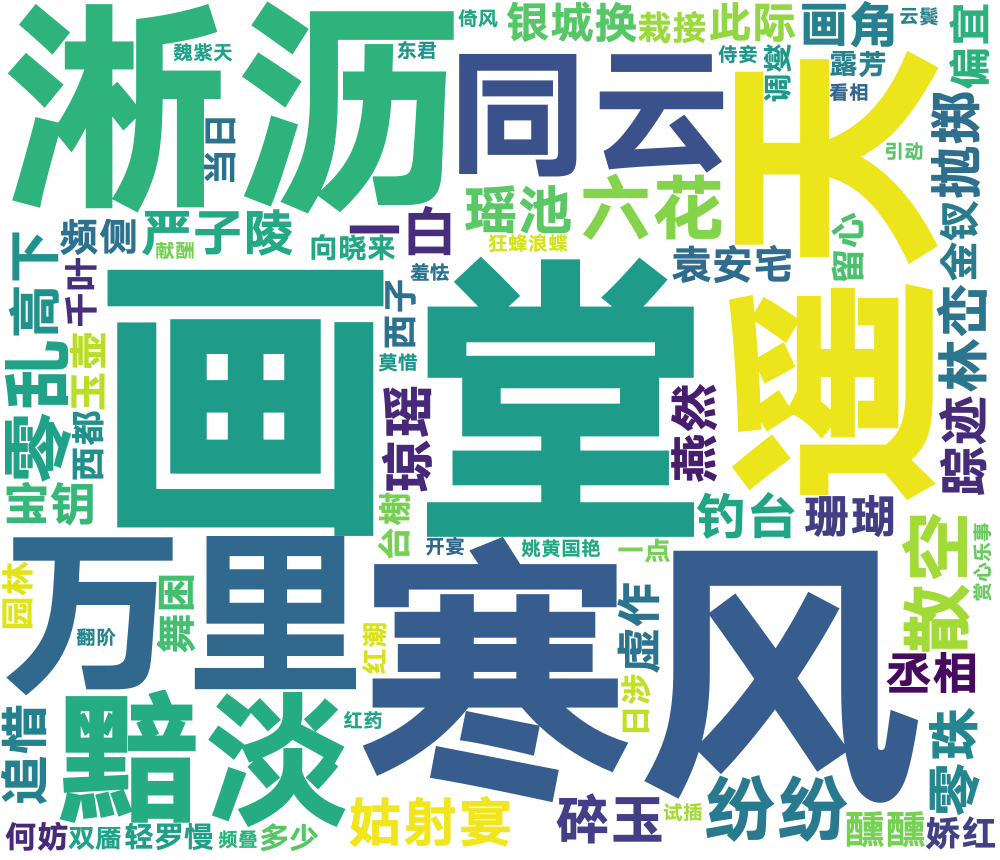 淅沥
同云
天遥
画堂
万里
寒风
黯淡
魏紫天
当日
倚风
东君
银城换
栽接
此际
侍妾
调燮
画角
云鬓
露芳
看相
偏宜
引动
抛掷
金钗
频侧
严子陵
献酬
向晓来
一白
瑶池
六花
狂蜂浪蝶
羞怯
袁安宅
留心
零乱高下
千叶
玉壶
西都
宝钥
西子
莫惜
琼瑶
燕然
林峦
踪迹
台榭
钓台
珊瑚
散空
赏心乐事
园林
翻阶
舞困
开宴
姚黄国艳
一点
虚作
红潮
日涉
丞相
追惜
红药
零珠
何妨
双靥
轻罗慢
频叠
多少
姑射宴
碎玉
试插
纷纷
醺醺
娇红